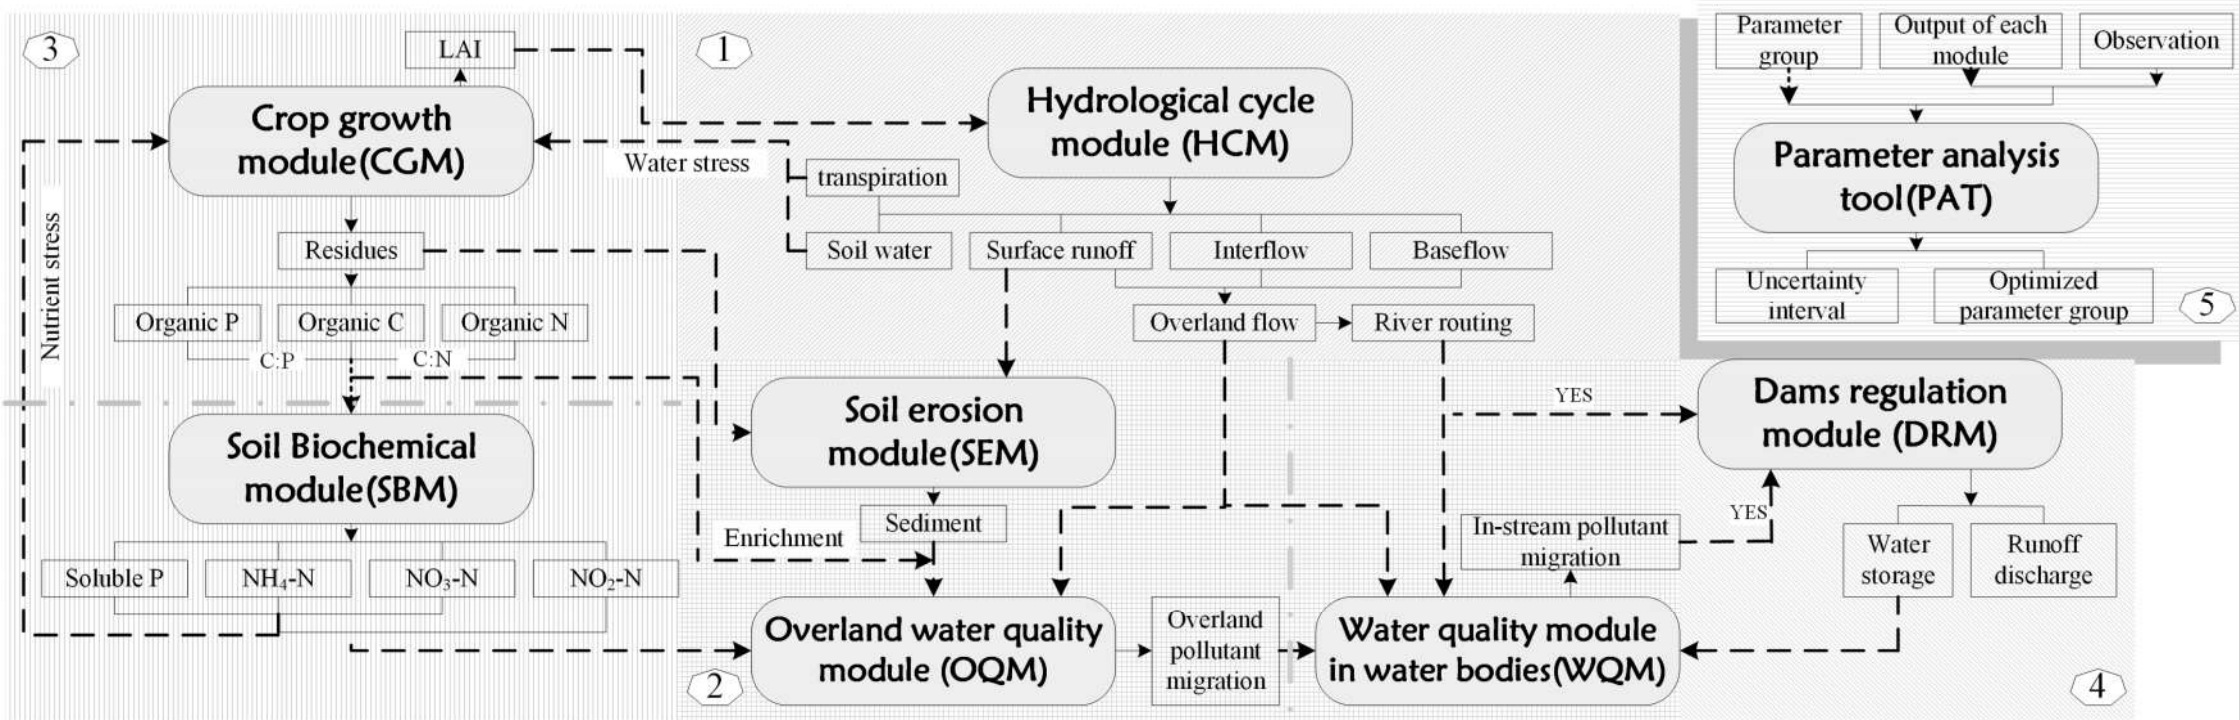 3
LAI
Crop growth
module(CGM)
Nutrient stress
Residues
Organic P
Organic C
Organic N
C:P
C:N
Soil Biochemical
module(SBM)
Soluble P
NH₄-N
NO₃-N
NO₂-N
1
Hydrological cycle
module (HCM)
Water stress
transpiration
Soil water
Surface runoff
Interflow
Baseflow
Overland flow
River routing
Soil erosion
module(SEM)
Sediment
Enrichment
2
Overland water quality
module (OQM)
Overland
pollutant
migration
Water quality module
in water bodies(WQM)
In-stream pollutant
migration
YES
YES
Dams regulation
module (DRM)
Water
storage
Runoff
discharge
4
Parameter
group
Output of each
module
Observation
Parameter analysis
tool(PAT)
Uncertainty
interval
Optimized
parameter group
5